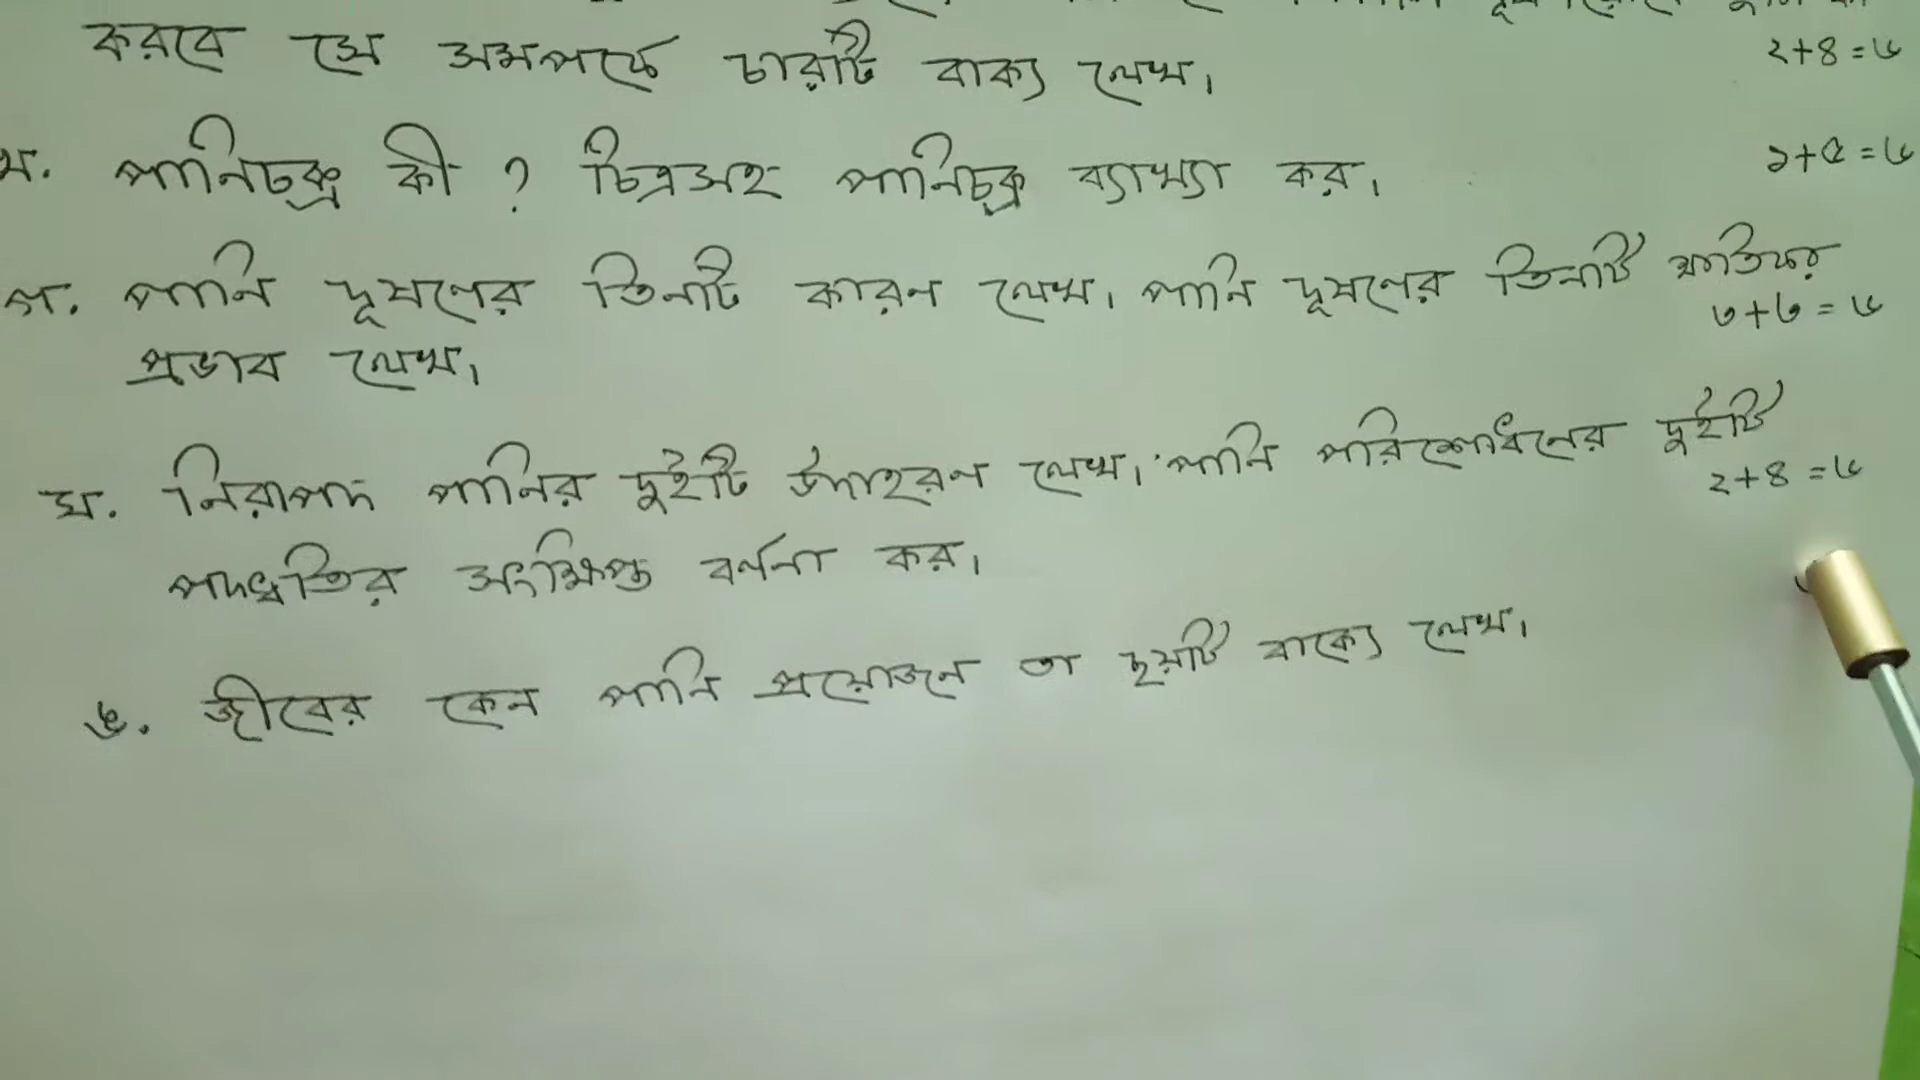 করবে সে সমপর্কে চারটি বাক্য লেখ। ২+৪=৬
খ. পানিচক্র কী? চিত্রসহ পানিচক্র ব্যাখ্যা কর। ১+৫=৬
গ. পানি দূষণের তিনটি কারন লেখ। পানি দূষণের তিনটি ক্ষতিকর
প্রভাব লেখ। ৩+৩=৬
ঘ. নিরাপদ পানির দুইটি উদাহরন লেখ। পানি পরিশোধনের দুইটি
পদ্ধতির সংক্ষিপ্ত বর্ননা কর। ২+৪=৬
ঙ. জীবের কেন পানি প্রয়োজন তা ছয়টি বাক্যে লেখ।